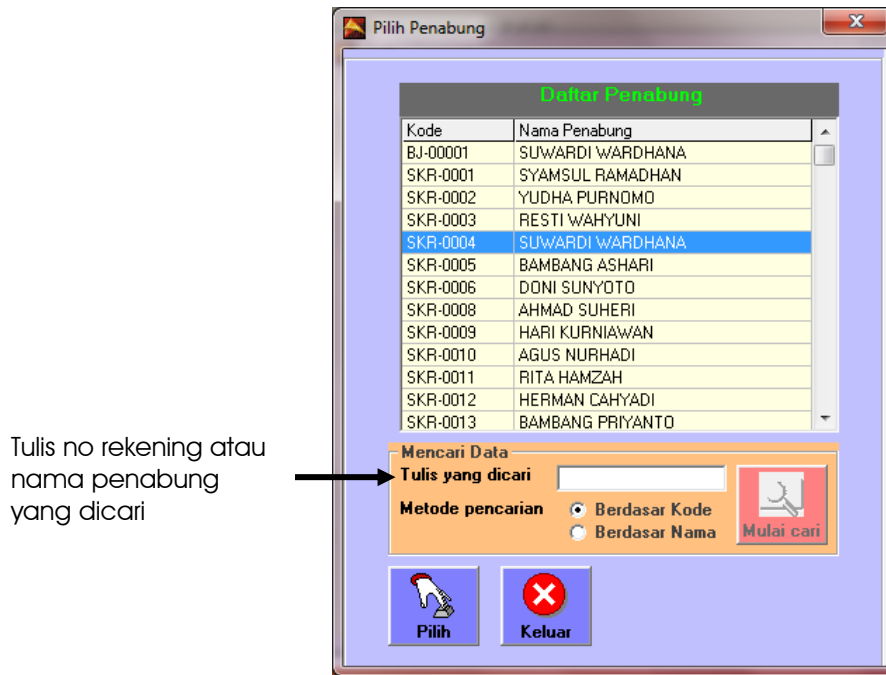 Pilih Penabung
Daftar Penabung
Kode Nama Penabung
BJ-00001 SUWARDI WARDHANA
SKR-0001 SYAMSUL RAMADHAN
SKR-0002 YUDHA PURNOMO
SKR-0003 RESTI WAHYUNI
SKR-0004 SUWARDI WARDHANA
SKR-0005 BAMBANG ASHARI
SKR-0006 DONI SUNYOTO
SKR-0008 AHMAD SUHERI
SKR-0009 HARI KURNIAWAN
SKR-0010 AGUS NURHADI
SKR-0011 RITA HAMZAH
SKR-0012 HERMAN CAHYADI
SKR-0013 BAMBANG PRIYANTO
Tulis no rekening atau
nama penabung
yang dicari
Mencari Data
Tulis yang dicari
Metode pencarian
Berdasar Kode
Berdasar Nama
Mulai cari
Pilih
Keluar